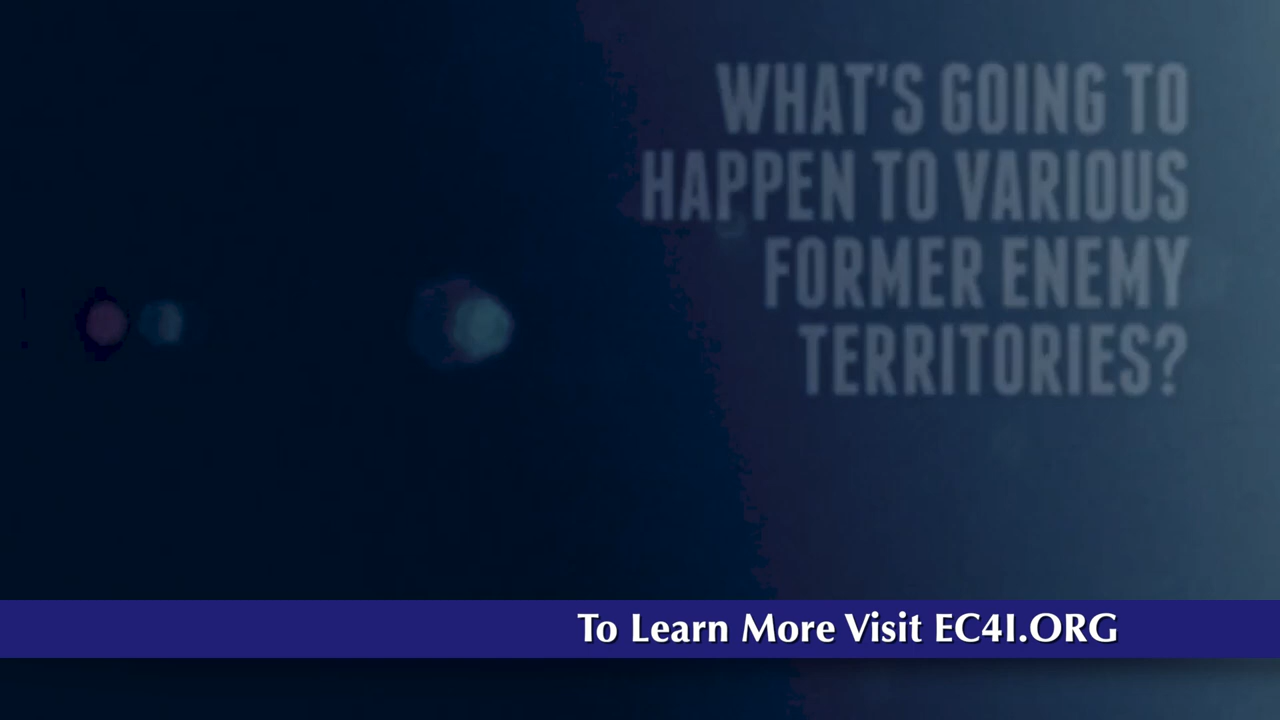 WHAT'S GOING TO
HAPPEN TO VARIOUS
FORMER ENEMY
TERRITORIES?
To Learn More Visit EC4I.ORG